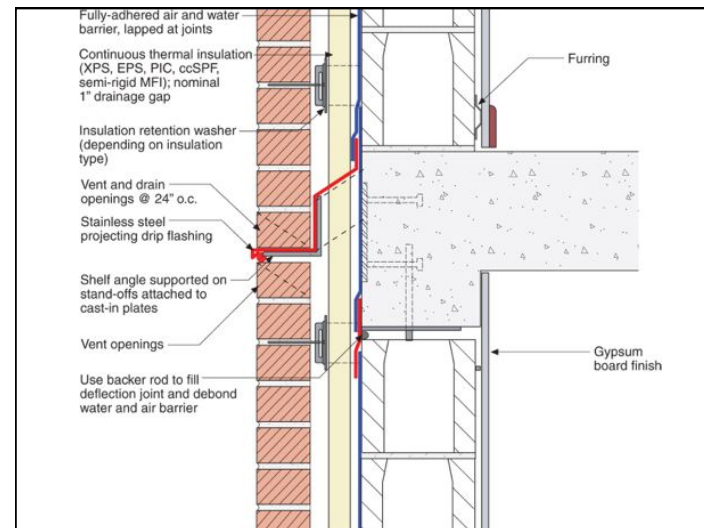 Fully-adhered air and water
barrier, lapped at joints
Continuous thermal insulation
(XPS, EPS, PIC, ccSPF,
semi-rigid MFI); nominal
1” drainage gap
Insulation retention washer
(depending on insulation
type)
Vent and drain
openings @ 24” o.c.
Stainless steel
projecting drip flashing
Shelf angle supported on
stand-offs attached to
cast-in plates
Vent openings
Use backer rod to fill
deflection joint and debond
water and air barrier
Furring
Gypsum
board finish